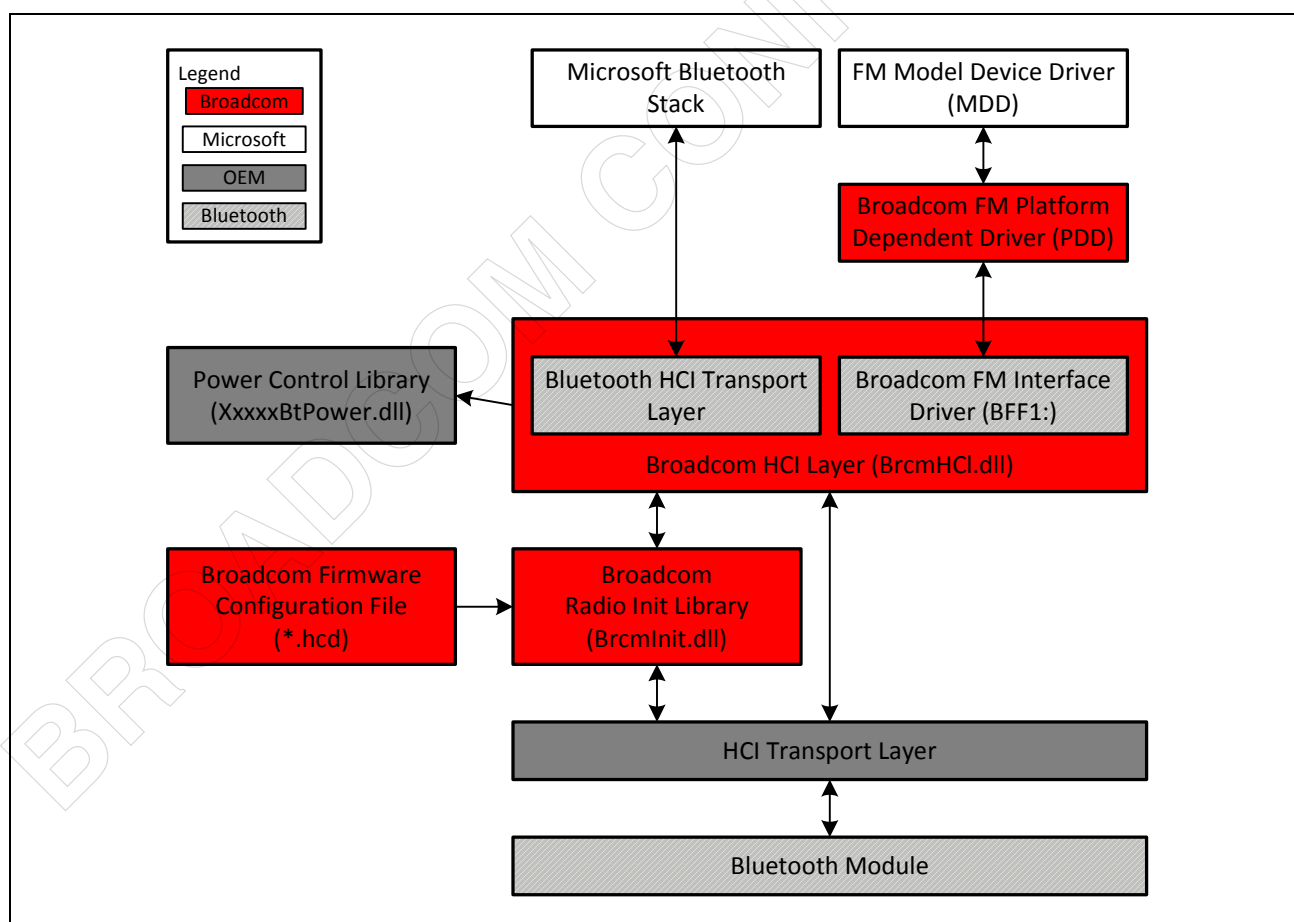 Legend
Broadcom
Microsoft
OEM
Bluetooth
Microsoft Bluetooth
Stack
FM Model Device Driver
(MDD)
Broadcom FM Platform
Dependent Driver (PDD)
Power Control Library
(XxxxxBtPower.dll)
Bluetooth HCI Transport
Layer
Broadcom FM Interface
Driver (BFF1:)
Broadcom HCI Layer (BrcmHCI.dll)
Broadcom Firmware
Configuration File
(*.hcd)
Broadcom
Radio Init Library
(BrcmInit.dll)
HCI Transport Layer
Bluetooth Module
BROADCOM CON